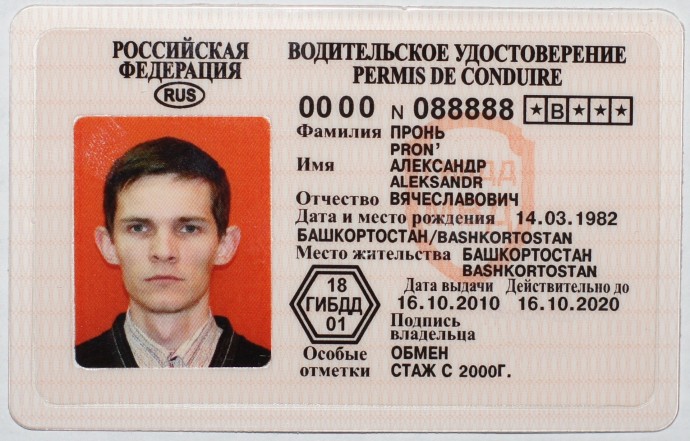 РОССИЙСКАЯ
ФЕДЕРАЦИЯ
RUS
ВОДИТЕЛЬСКОЕ УДОСТОВЕРЕНИЕ
PERMIS DE CONDUIRE
00 00 N 088888 ★ B ★ ★ ★
Фамилия ПРОНЬ
PRON'
Имя АЛЕКСАНДР
ALEKSANDR
Отчество ВЯЧЕСЛАВОВИЧ
Дата и место рождения 14.03.1982
БАШКОРТОСТАН/BASHKORTOSTAN
Место жительства БАШКОРТОСТАН
BASHKORTOSTAN
Дата выдачи Действительно до
16.10.2010 16.10.2020
18
ГИБДД
01
Подпись
владельца
Особые ОБМЕН
отметки СТАЖ С 2000Г.